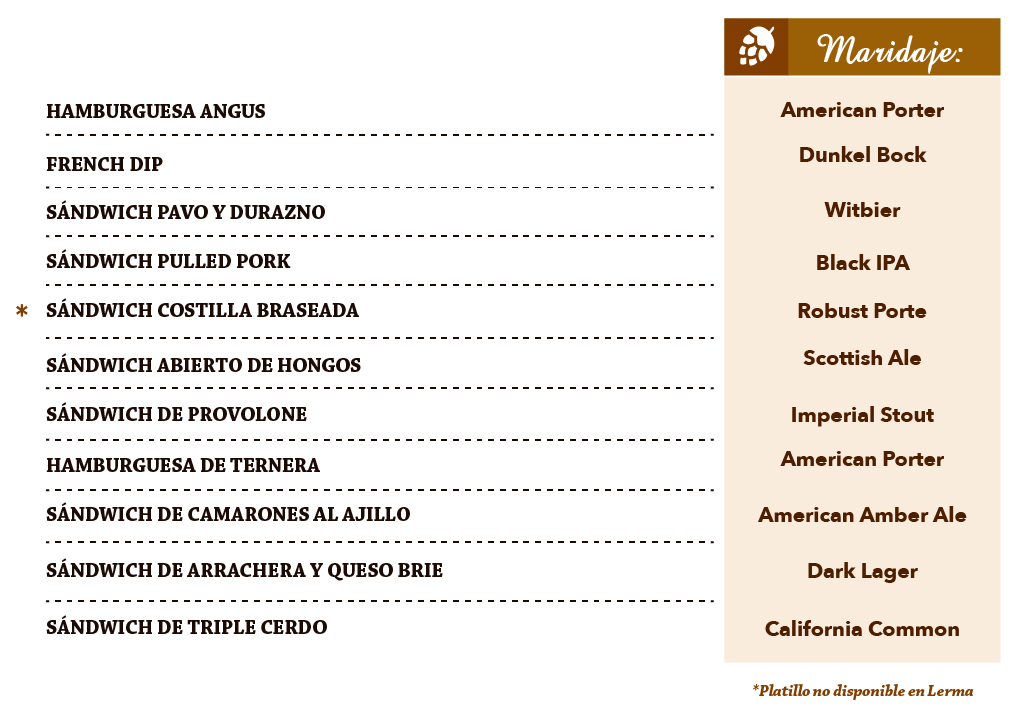 Maridaje:
HAMBURGUESA ANGUS American Porter
FRENCH DIP Dunkel Bock
SÁNDWICH PAVO Y DURAZNO Witbier
SÁNDWICH PULLED PORK Black IPA
* SÁNDWICH COSTILLA BRASEADA Robust Porte
SÁNDWICH ABIERTO DE HONGOS Scottish Ale
SÁNDWICH DE PROVOLONE Imperial Stout
HAMBURGUESA DE TERNERA American Porter
SÁNDWICH DE CAMARONES AL AJILLO American Amber Ale
SÁNDWICH DE ARRACHERA Y QUESO BRIE Dark Lager
SÁNDWICH DE TRIPLE CERDO California Common
*Platillo no disponible en Lerma